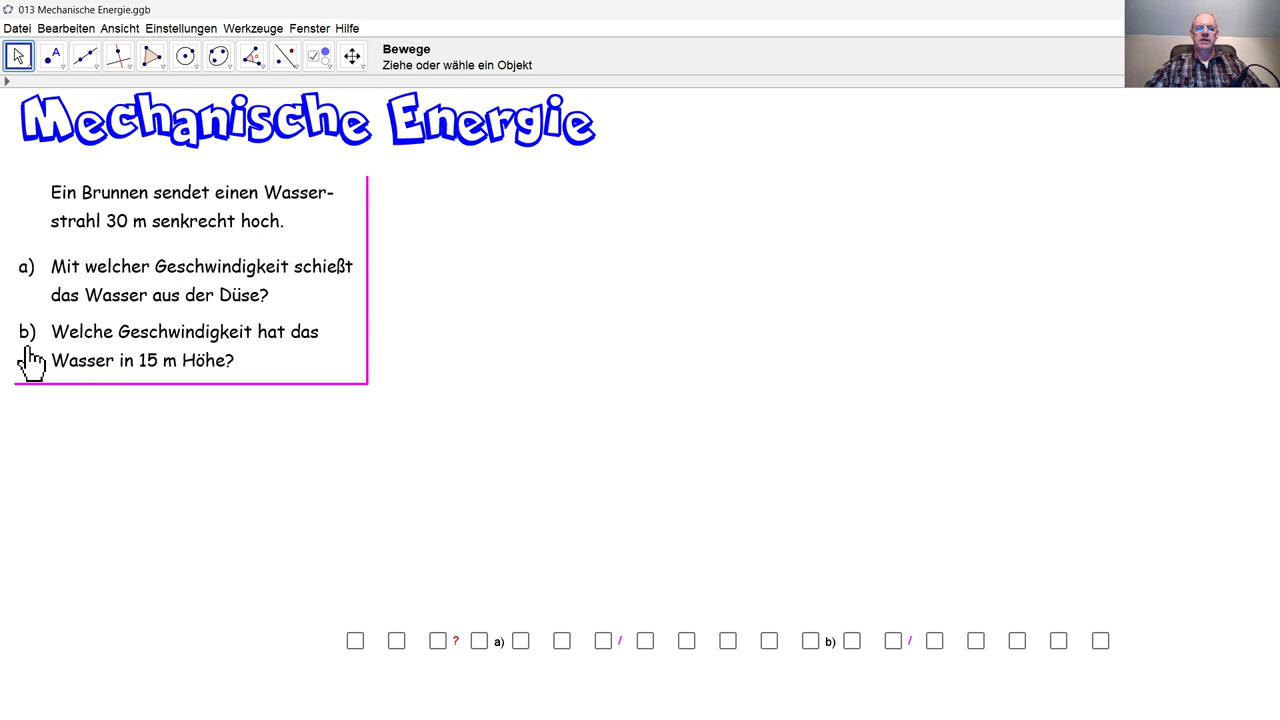 013 Mechanische Energie.ggb
Datei Bearbeiten Ansicht Einstellungen Werkzeuge Fenster Hilfe
A
Bewege
Ziehe oder wähle ein Objekt
Mechanische Energie
Ein Brunnen sendet einen Wasser-
strahl 30 m senkrecht hoch.
a) Mit welcher Geschwindigkeit schießt
das Wasser aus der Düse?
b) Welche Geschwindigkeit hat das
Wasser in 15 m Höhe?
? a) / b) /